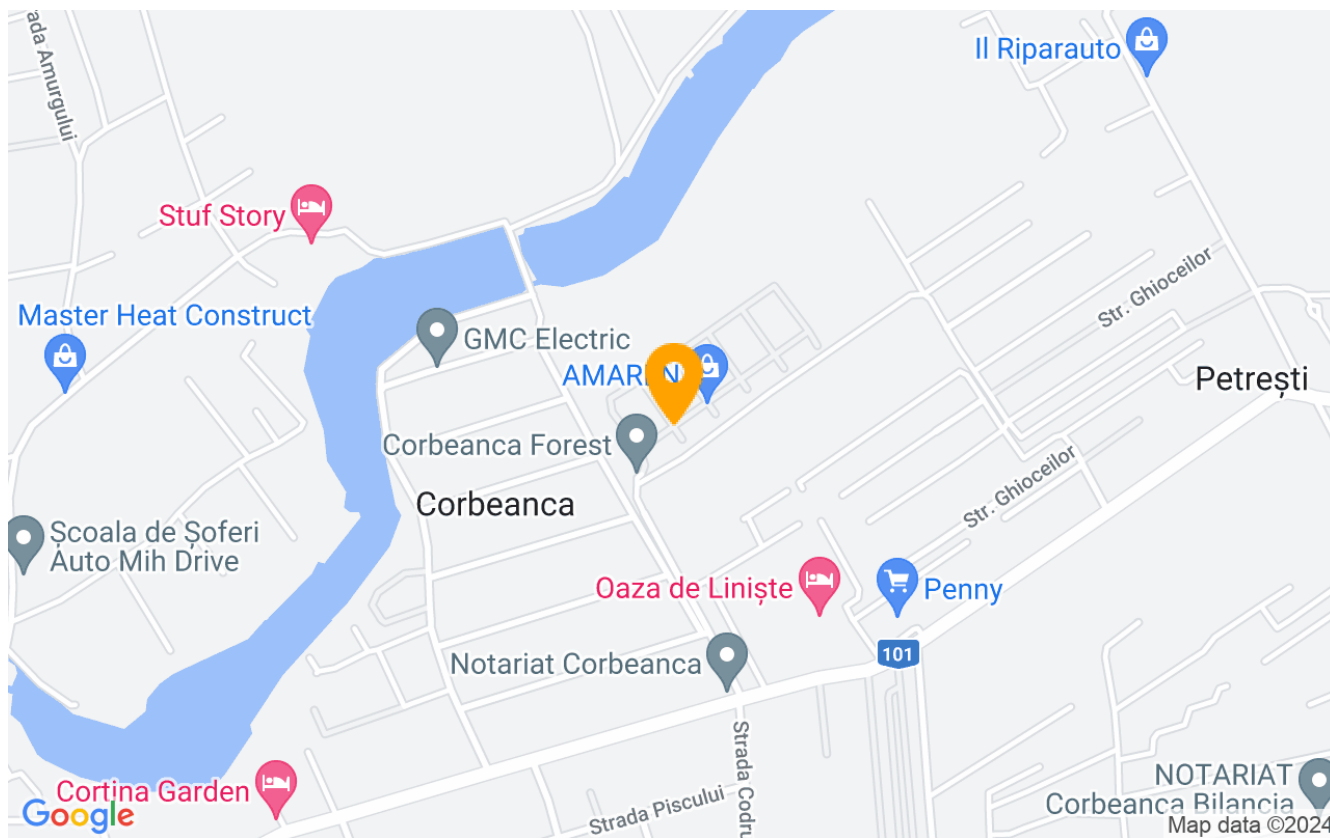 Strada Amurgului
Il Riparauto
Stuf Story
Str. Ghioceilor
Master Heat Construct
GMC Electric
Petrești
Corbeanca Forest
Corbeanca
Str. Ghioceilor
Școala de Șoferi
Auto Mih Drive
Oaza de Liniște
Penny
101
Notariat Corbeanca
Strada Codru
NOTARIAT
Corbeanca Bilancia
Cortina Garden
Strada Piscului
Google
Map data ©2024